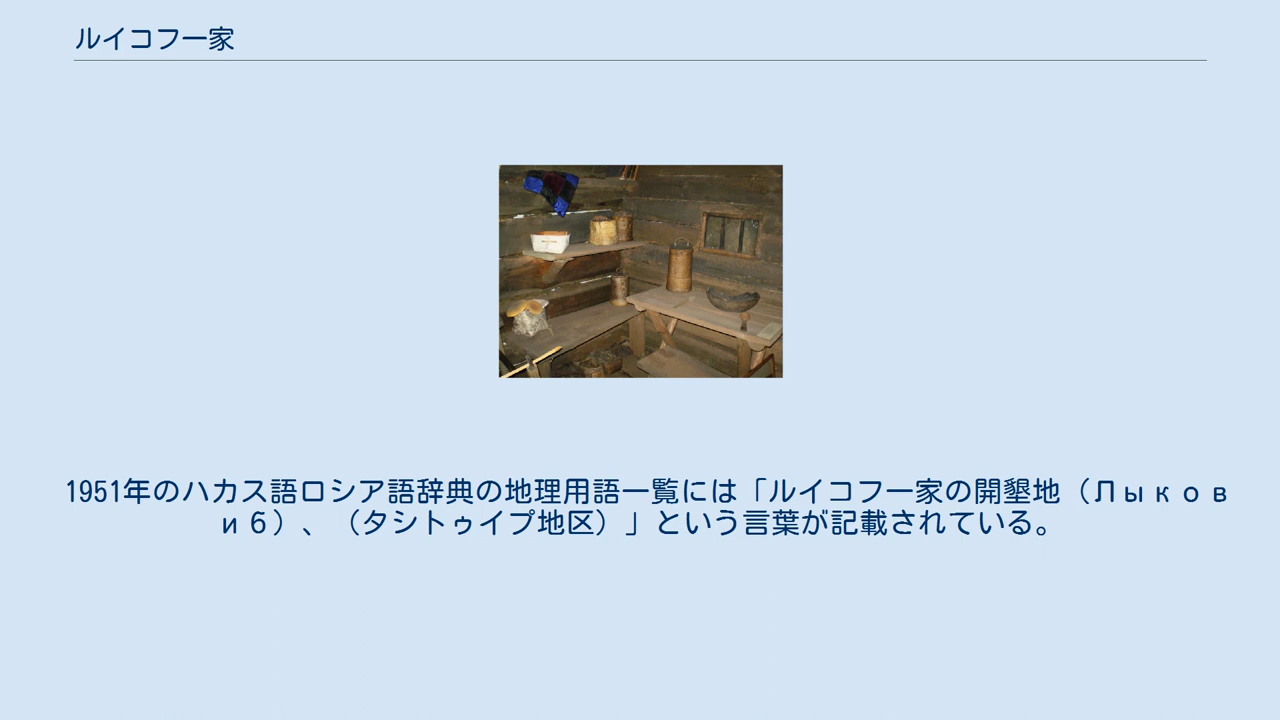 ルイコフ一家
1951年のハカス語ロシア語辞典の地理用語一覧には「ルイコフ一家の開墾地（Лыков
и６）、（タシトゥイプ地区）」という言葉が記載されている。